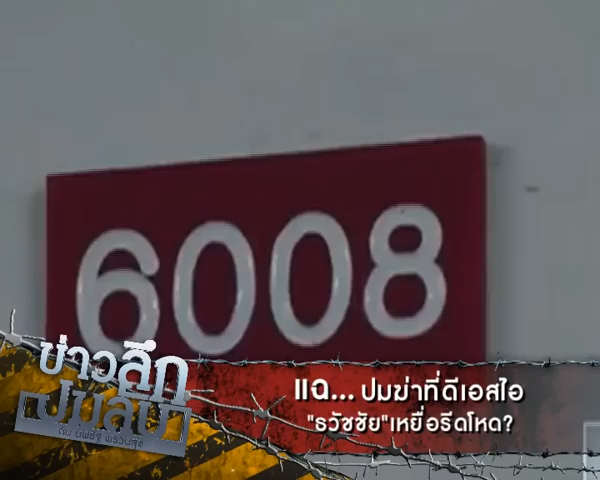 6008
ข่าวลึก
ปมลับ
แฉ... ปมฆ่าที่ดีเอสไอ
"ธวัชชัย"เหยื่อรีดโหด?